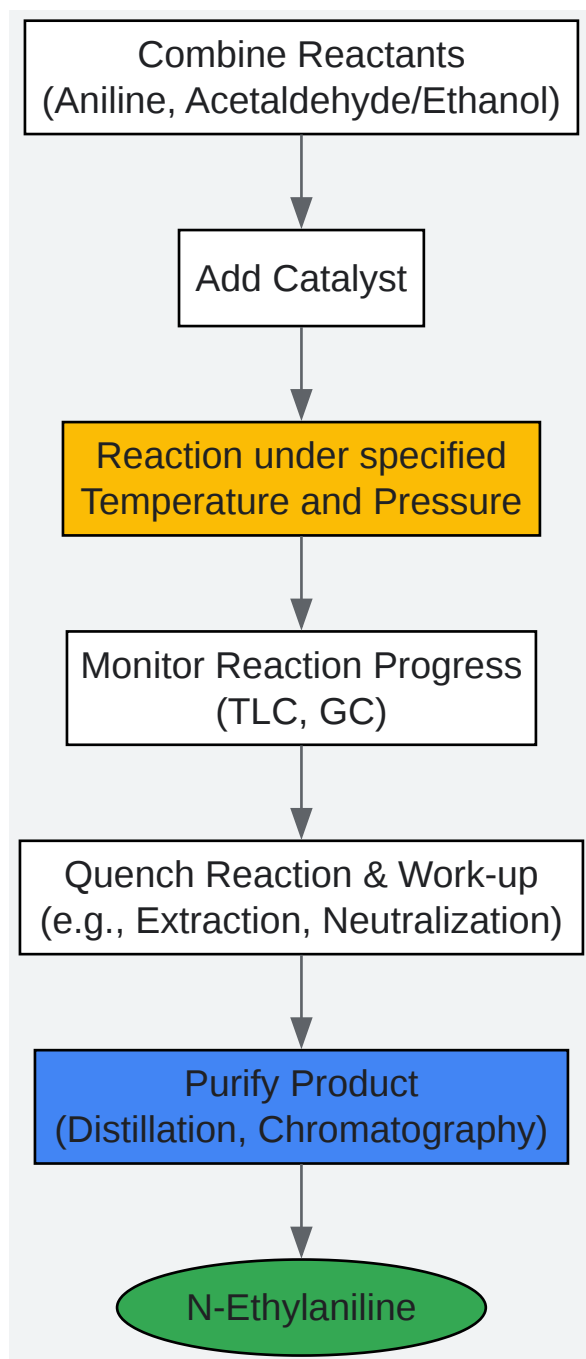 Combine Reactants
(Aniline, Acetaldehyde/Ethanol)
Add Catalyst
Reaction under specified
Temperature and Pressure
Monitor Reaction Progress
(TLC, GC)
Quench Reaction & Work-up
(e.g., Extraction, Neutralization)
Purify Product
(Distillation, Chromatography)
N-Ethylaniline